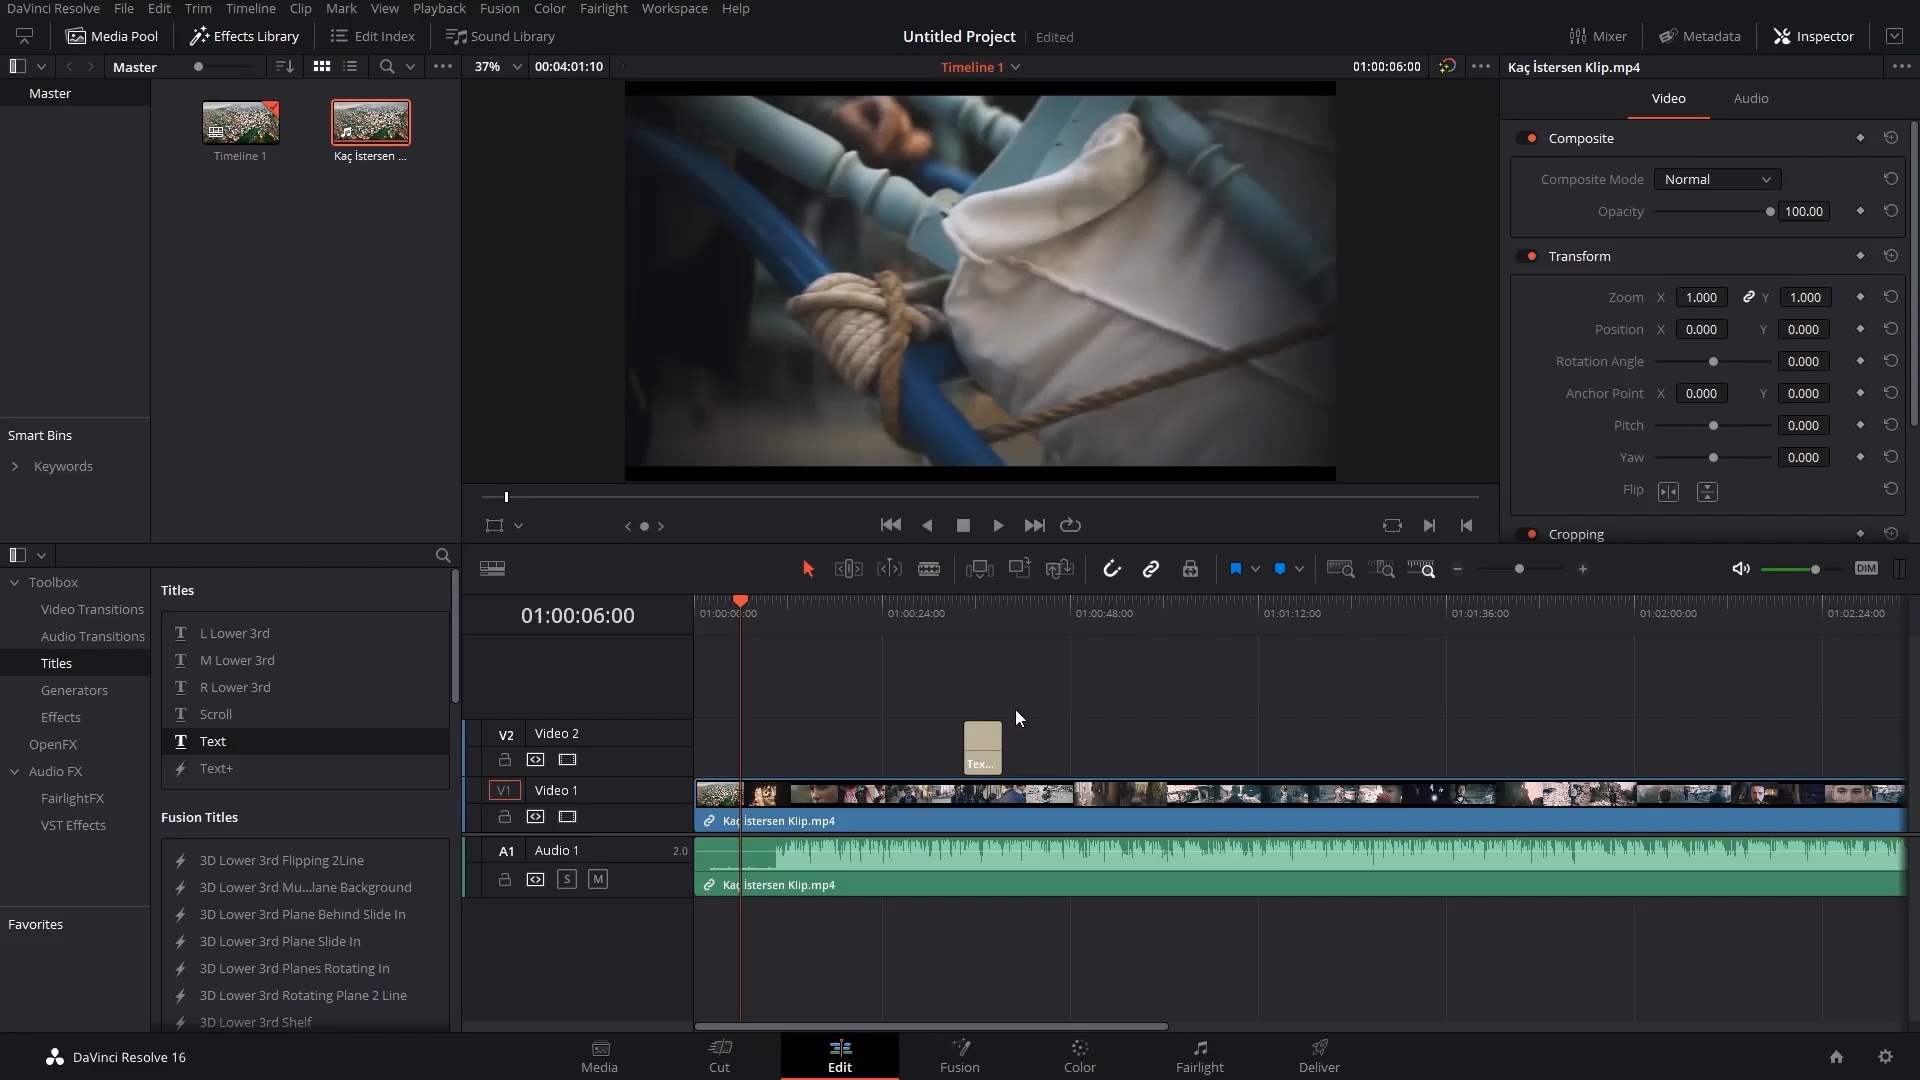 DaVinci Resolve File Edit Trim Timeline Clip Mark View Playback Fusion Color Fairlight Workspace Help
Media Pool Effects Library Edit Index Sound Library Untitled Project Edited Mixer Metadata Inspector
Master 37% 00:04:01:10 Timeline 1 01:00:06:00 Kaç İstersen Klip.mp4
Master
Timeline 1 Kaç İstersen ...
Smart Bins
Keywords
Video Audio
Composite
Composite Mode Normal
Opacity 100.00
Transform
Zoom X 1.000 Y 1.000
Position X 0.000 Y 0.000
Rotation Angle 0.000
Anchor Point X 0.000 Y 0.000
Pitch 0.000
Yaw 0.000
Flip
Cropping
Toolbox
Video Transitions
Audio Transitions
Titles
Generators
Effects
OpenFX
Audio FX
FairlightFX
VST Effects
Favorites
Titles
L Lower 3rd
M Lower 3rd
R Lower 3rd
Scroll
Text
Text+
Fusion Titles
3D Lower 3rd Flipping 2Line
3D Lower 3rd Mu...lane Background
3D Lower 3rd Plane Behind Slide In
3D Lower 3rd Plane Slide In
3D Lower 3rd Planes Rotating In
3D Lower 3rd Rotating Plane 2 Line
3D Lower 3rd Shelf
DIM
01:00:06:00
01:00:00:00 01:00:24:00 01:00:48:00 01:01:12:00 01:01:36:00 01:02:00:00 01:02:24:00
V2 Video 2
Tex...
V1 Video 1
Kaç İstersen Klip.mp4
A1 Audio 1 2.0
S M
Kaç İstersen Klip.mp4
DaVinci Resolve 16
Media Cut Edit Fusion Color Fairlight Deliver